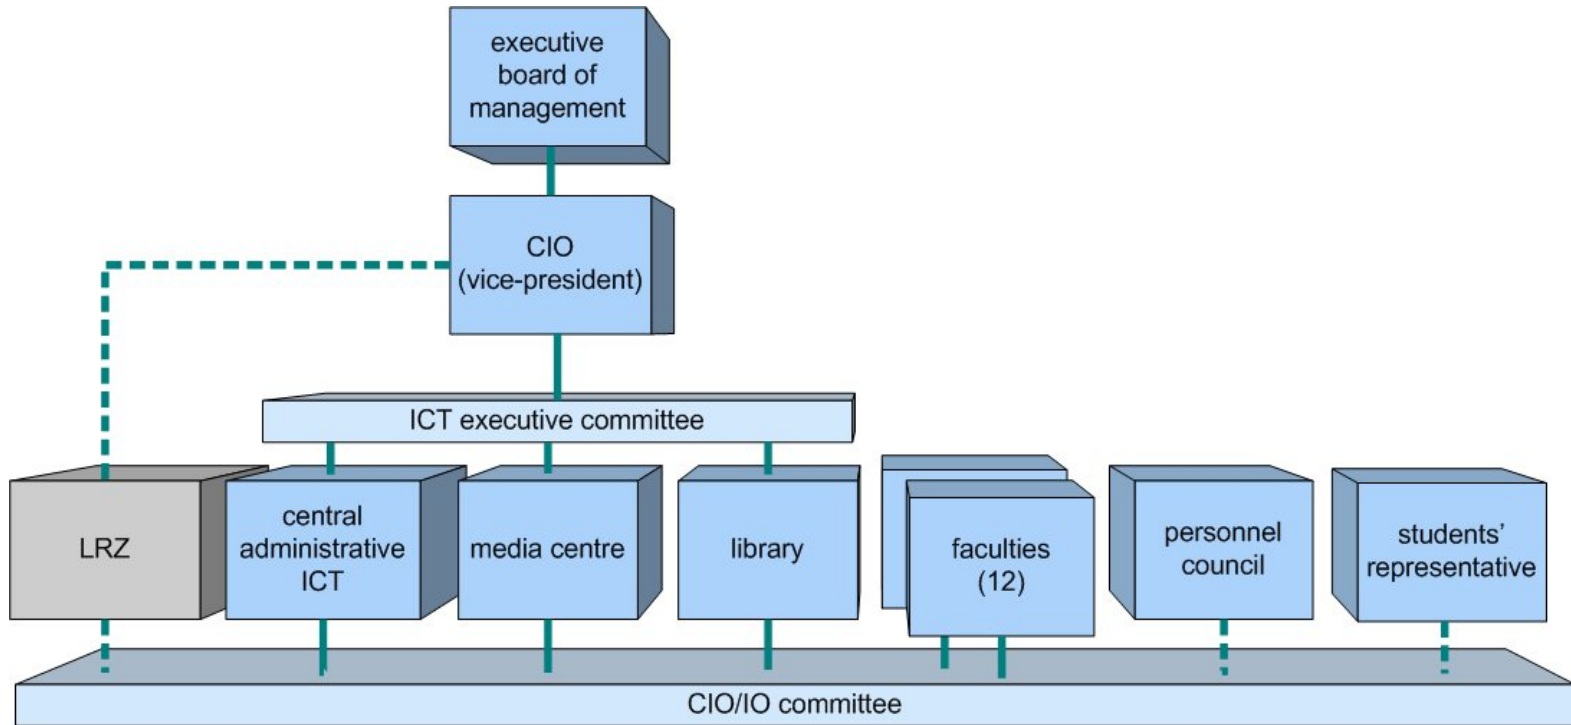 executive
board of
management
CIO
(vice-president)
ICT executive committee
LRZ
central
administrative
ICT
media centre
library
faculties
(12)
personnel
council
students’
representative
CIO/IO committee